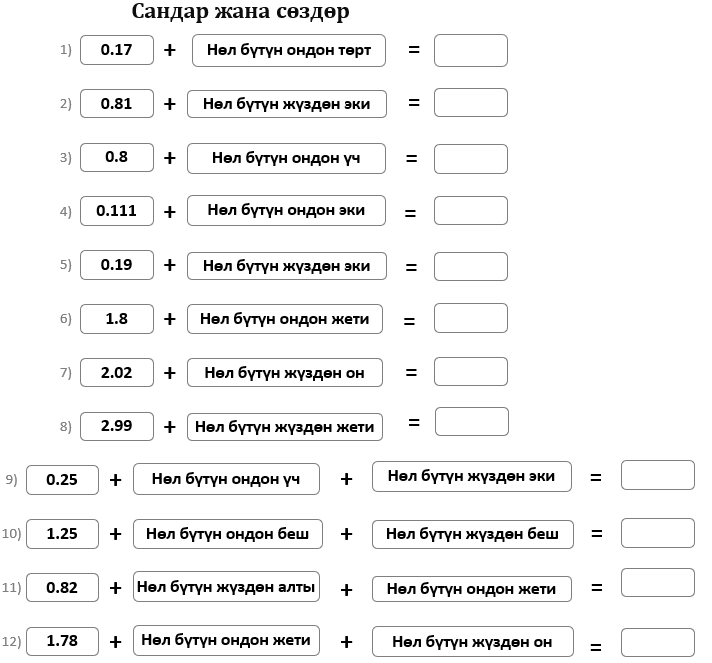 Сандар жана сөздөр
1) 0.17 + Нөл бүтүн ондон төрт =
2) 0.81 + Нөл бүтүн жүздөн эки =
3) 0.8 + Нөл бүтүн ондон үч =
4) 0.111 + Нөл бүтүн ондон эки =
5) 0.19 + Нөл бүтүн жүздөн эки =
6) 1.8 + Нөл бүтүн ондон жети =
7) 2.02 + Нөл бүтүн жүздөн он =
8) 2.99 + Нөл бүтүн жүздөн жети =
9) 0.25 + Нөл бүтүн ондон үч + Нөл бүтүн жүздөн эки =
10) 1.25 + Нөл бүтүн ондон беш + Нөл бүтүн жүздөн беш =
11) 0.82 + Нөл бүтүн жүздөн алты + Нөл бүтүн ондон жети =
12) 1.78 + Нөл бүтүн ондон жети + Нөл бүтүн жүздөн он =